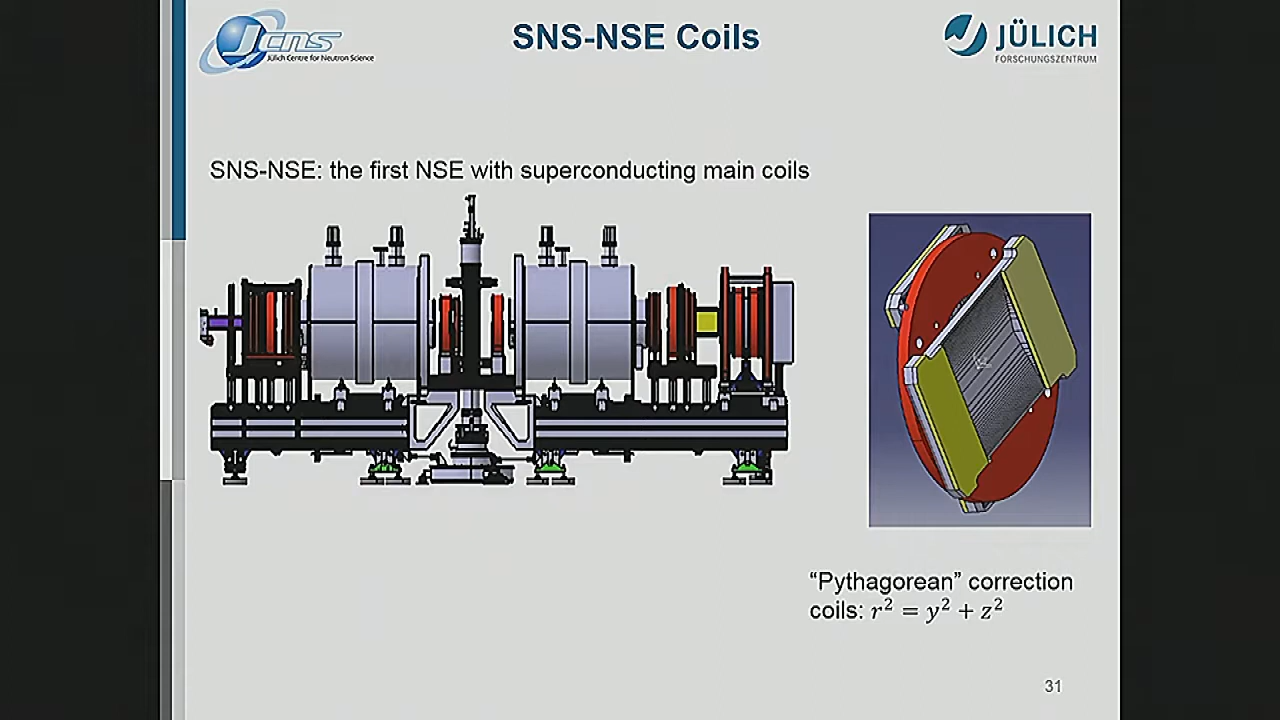 Jcns
Jülich Centre for Neutron Science
SNS-NSE Coils
JÜLICH
FORSCHUNGSZENTRUM
SNS-NSE: the first NSE with superconducting main coils
“Pythagorean” correction
coils: r² = y² + z²
31